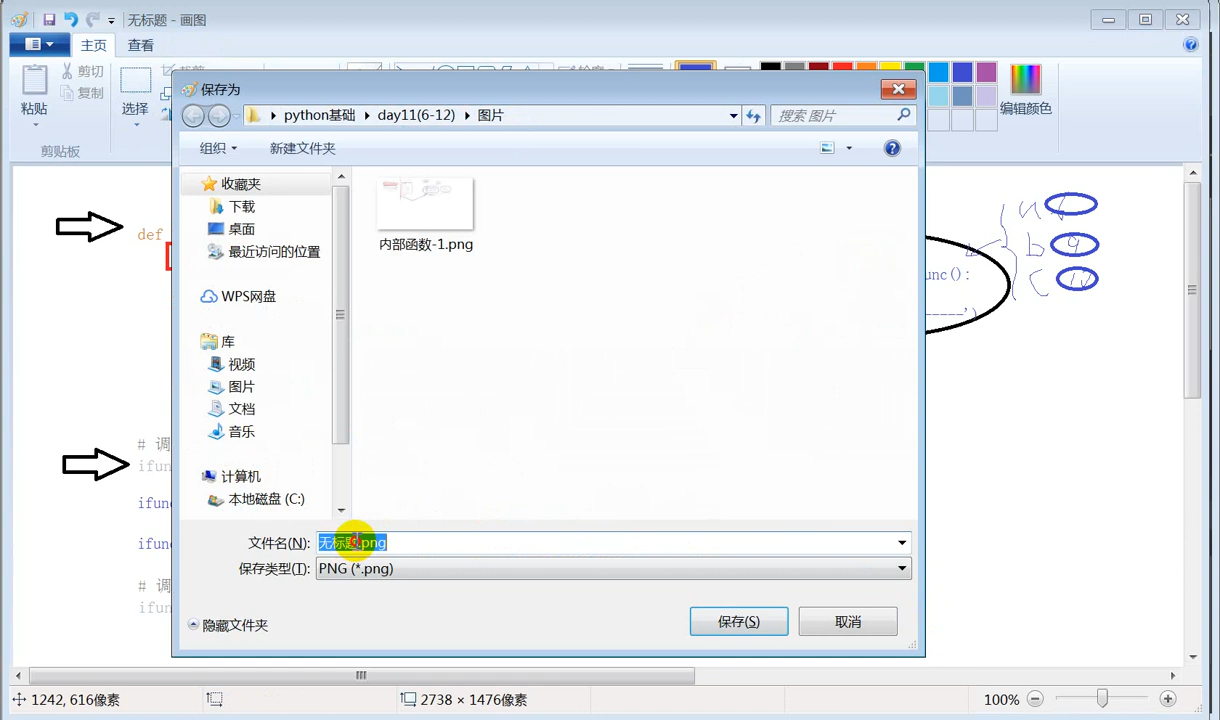 无标题 - 画图
主页
查看
粘贴
剪切
复制
剪贴板
选择
编辑颜色
保存为
python基础
day11(6-12)
图片
搜索 图片
组织
新建文件夹
收藏夹
下载
桌面
最近访问的位置
WPS网盘
库
视频
图片
文档
音乐
计算机
本地磁盘 (C:)
内部函数-1.png
文件名(N):
无标题.png
保存类型(T):
PNG (*.png)
隐藏文件夹
保存(S)
取消
def
unc():
b 9
# 调
ifun
ifunc
ifunc
# 调
ifun
1242, 616像素
2738 × 1476像素
100%